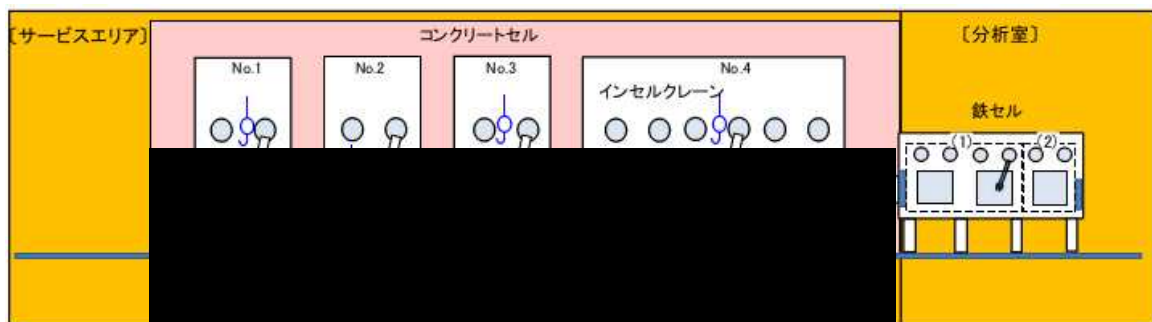 〔サービスエリア〕
コンクリートセル
〔分析室〕
No.1
No.2
No.3
No.4
インセルクレーン
鉄セル
(1)
(2)